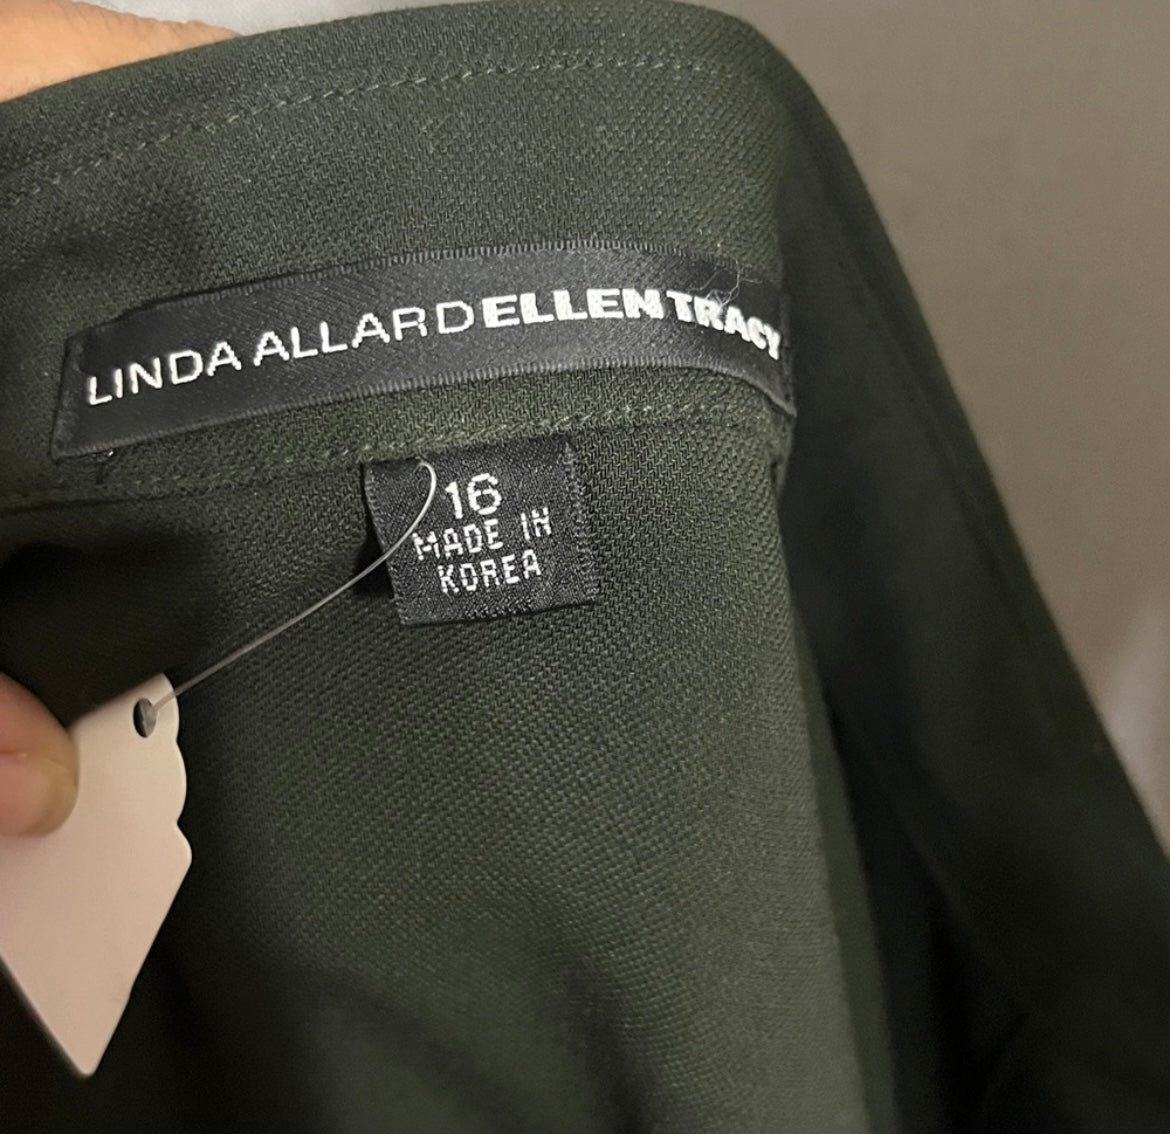 LINDA ALLARD ELLEN TRACY
16
MADE IN
KOREA